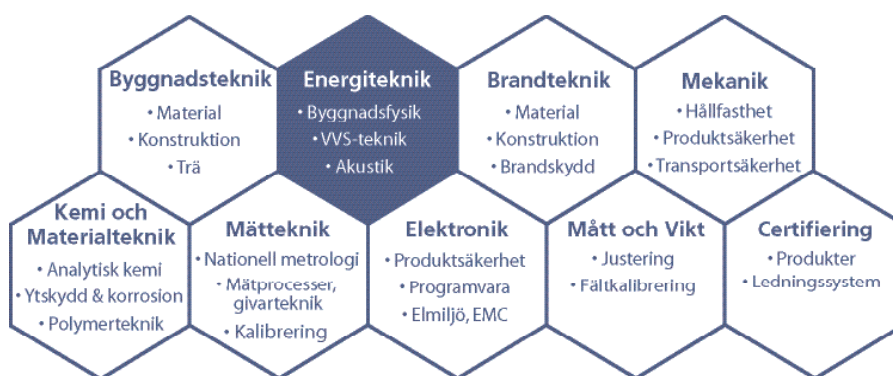 Byggnadsteknik
• Material
• Konstruktion
• Trä
Energiteknik
• Byggnadsfysik
• VVS-teknik
• Akustik
Brandteknik
• Material
• Konstruktion
• Brandskydd
Mekanik
• Hållfasthet
• Produktsäkerhet
• Transportsäkerhet
Kemi och
Materialteknik
• Analytisk kemi
• Ytskydd & korrosion
• Polymerteknik
Mätteknik
• Nationell metrologi
• Mätprocesser,
givarteknik
• Kalibrering
Elektronik
• Produktsäkerhet
• Programvara
• Elmiljö, EMC
Mått och Vikt
• Justering
• Fältkalibrering
Certifiering
• Produkter
• Ledningssystem